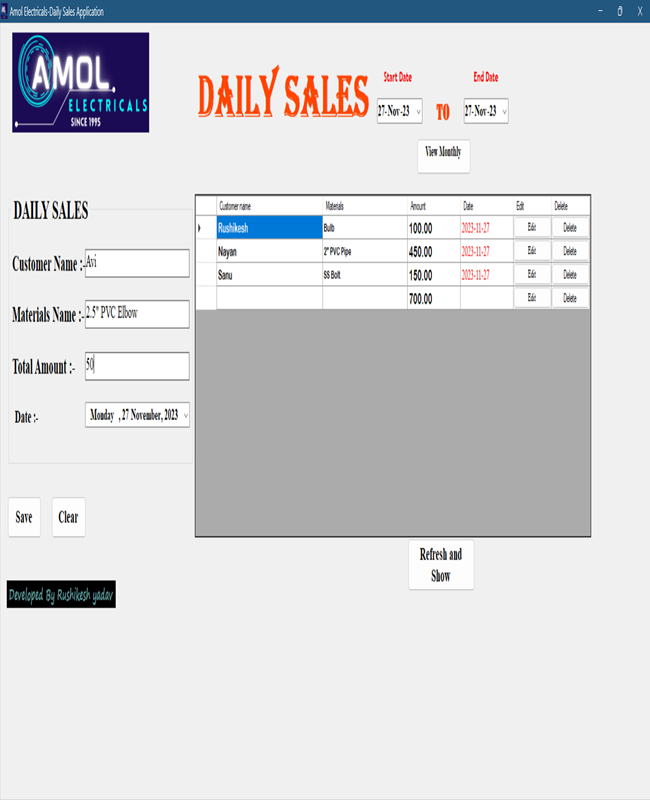 Amol Electricals-Daily Sales Application
AMOL
ELECTRICALS
SINCE 1995
DAILY SALES
Start Date
End Date
27-Nov-23
TO
27-Nov-23
View Monthly
DAILY SALES
Customer Name :- Avi
Materials Name :- 2.5" PVC Elbow
Total Amount :- 50
Date :- Monday , 27 November, 2023
Save
Clear
Customer name Materials Amount Date Edit Delete
Rushikesh Bulb 100.00 2023-11-27 Edit Delete
Nayan 2" PVC Pipe 450.00 2023-11-27 Edit Delete
Sanu SS Bolt 150.00 2023-11-27 Edit Delete
700.00 Edit Delete
Refresh and
Show
Developed By Rushikesh yadav